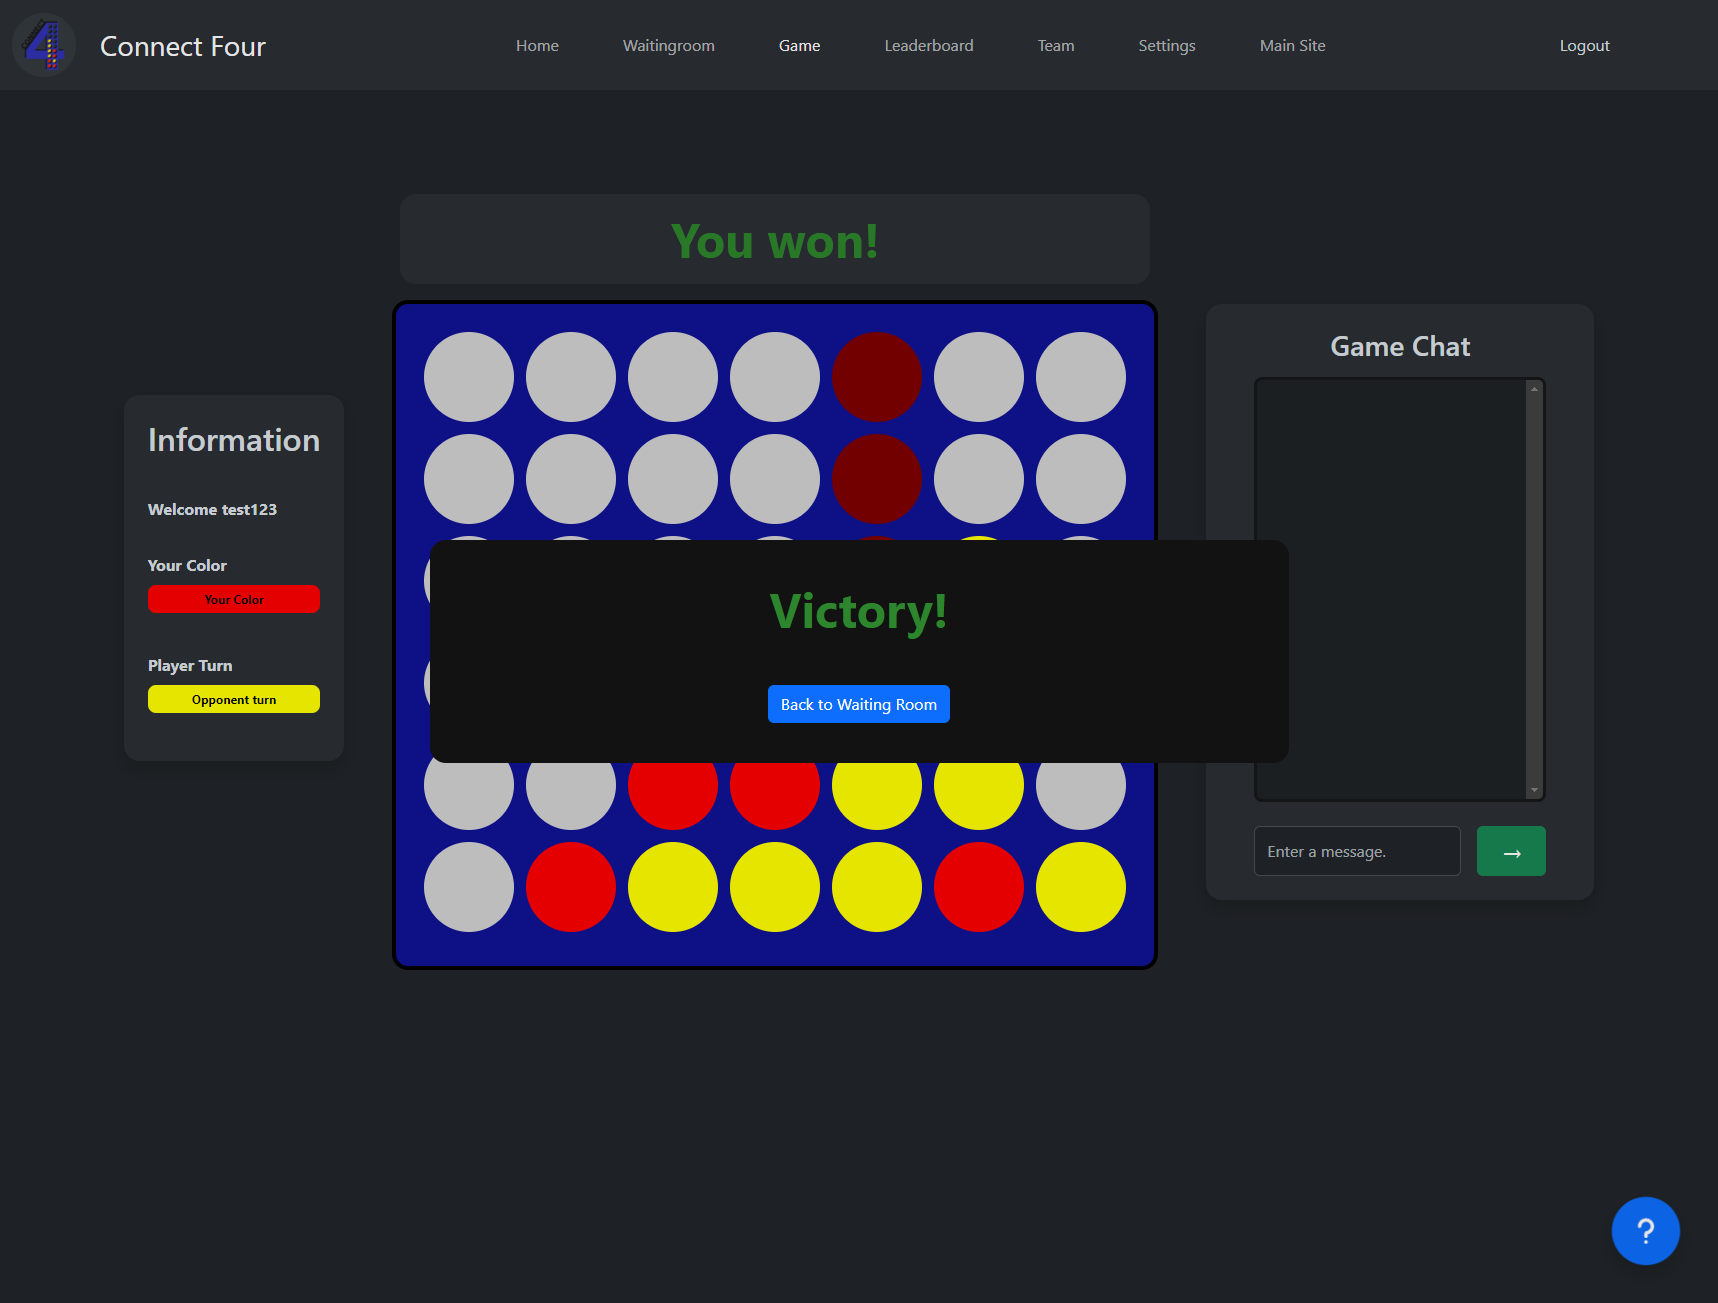 Connect Four
Home
Waitingroom
Game
Leaderboard
Team
Settings
Main Site
Logout
You won!
Information
Welcome test123
Your Color
Your Color
Player Turn
Opponent turn
Victory!
Back to Waiting Room
Game Chat
Enter a message.
→
?